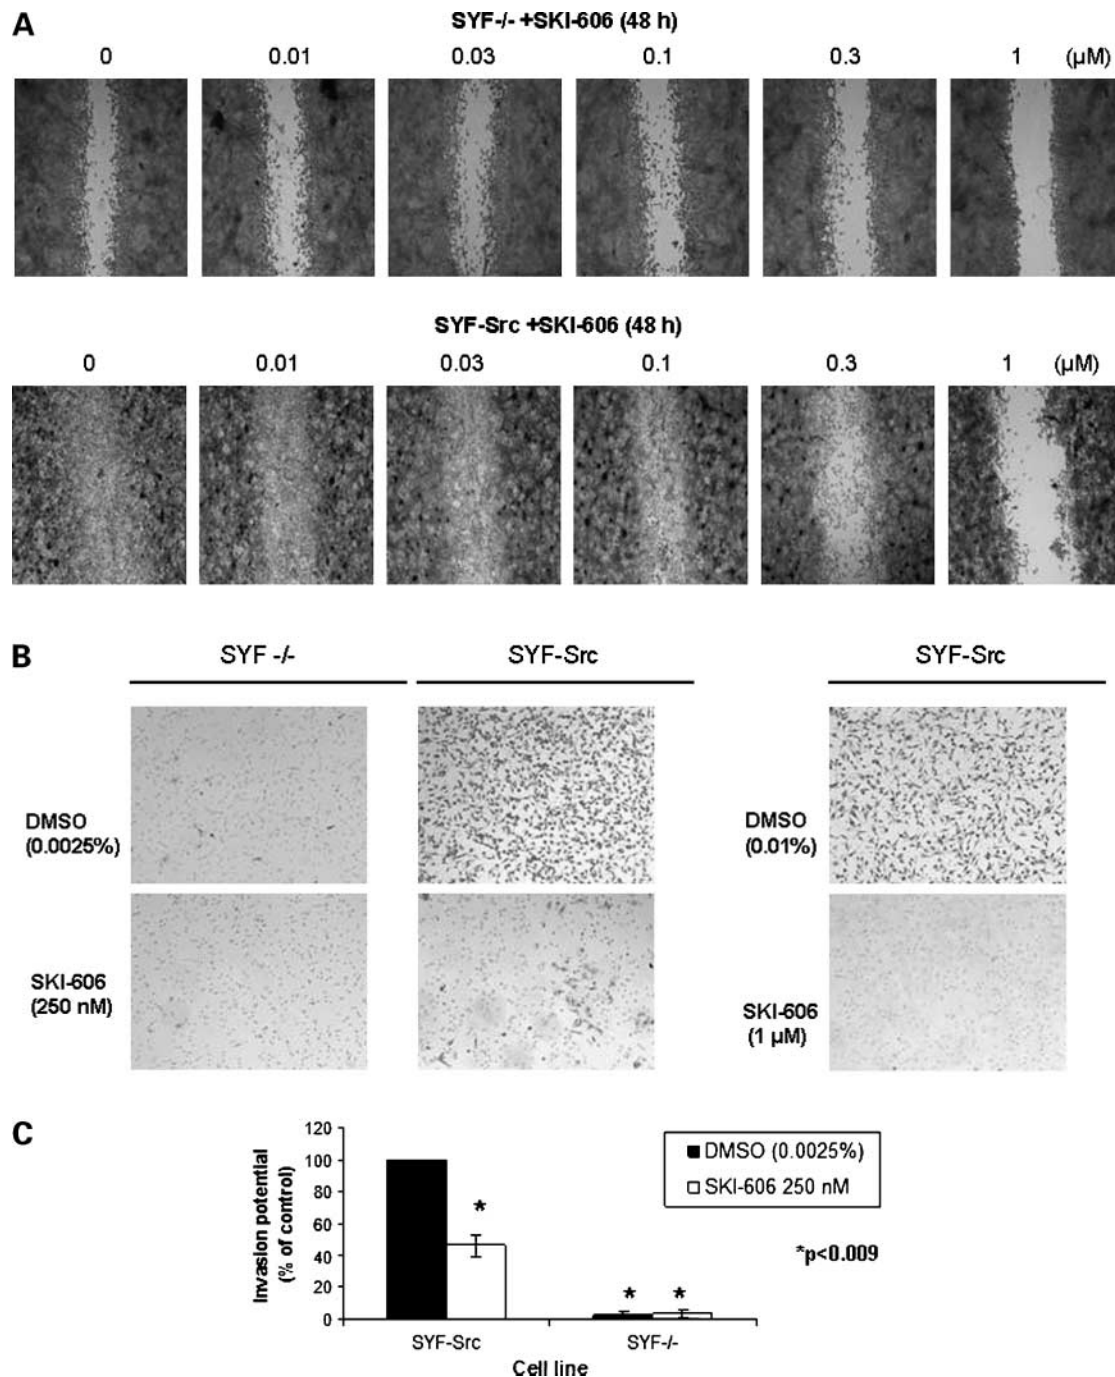 A
SYF-/- +SKI-606 (48 h)
0 0.01 0.03 0.1 0.3 1 (µM)
SYF-Src +SKI-606 (48 h)
0 0.01 0.03 0.1 0.3 1 (µM)
B
SYF -/- SYF-Src SYF-Src
DMSO
(0.0025%)
DMSO
(0.01%)
SKI-606
(250 nM)
SKI-606
(1 µM)
C
Invasion potential
(% of control)
120
100
80
60
40
20
0
* * *
DMSO (0.0025%)
SKI-606 250 nM
*p<0.009
SYF-Src SYF-/-
Cell line